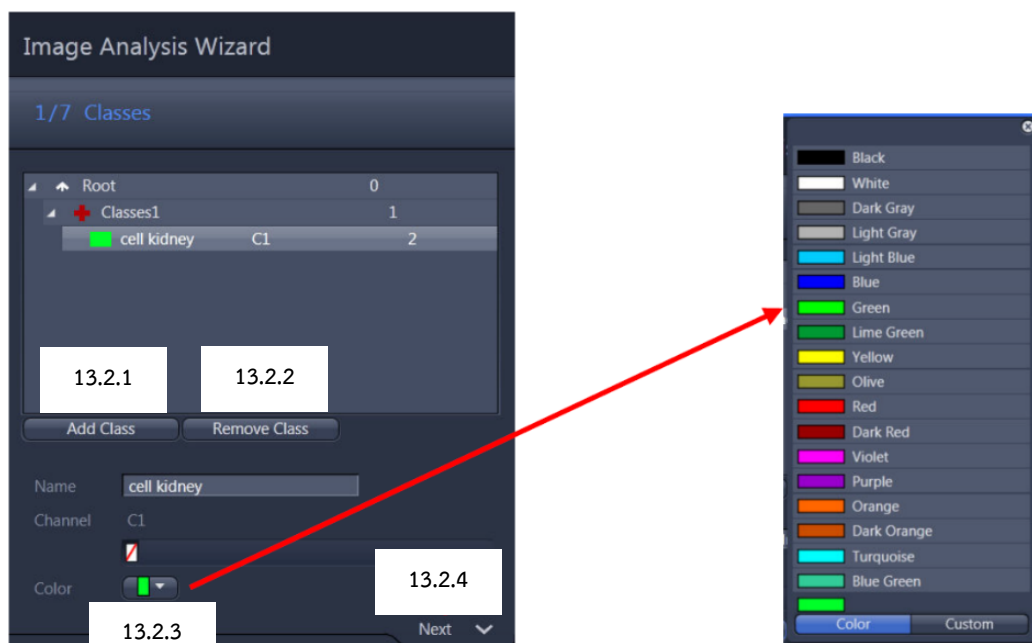 Image Analysis Wizard
1/7 Classes
Root 0
Classes1 1
cell kidney C1 2
13.2.1 13.2.2
Add Class Remove Class
Name cell kidney
Channel C1
Color
13.2.3
13.2.4
Next
Black
White
Dark Gray
Light Gray
Light Blue
Blue
Green
Lime Green
Yellow
Olive
Red
Dark Red
Violet
Purple
Orange
Dark Orange
Turquoise
Blue Green
Color Custom